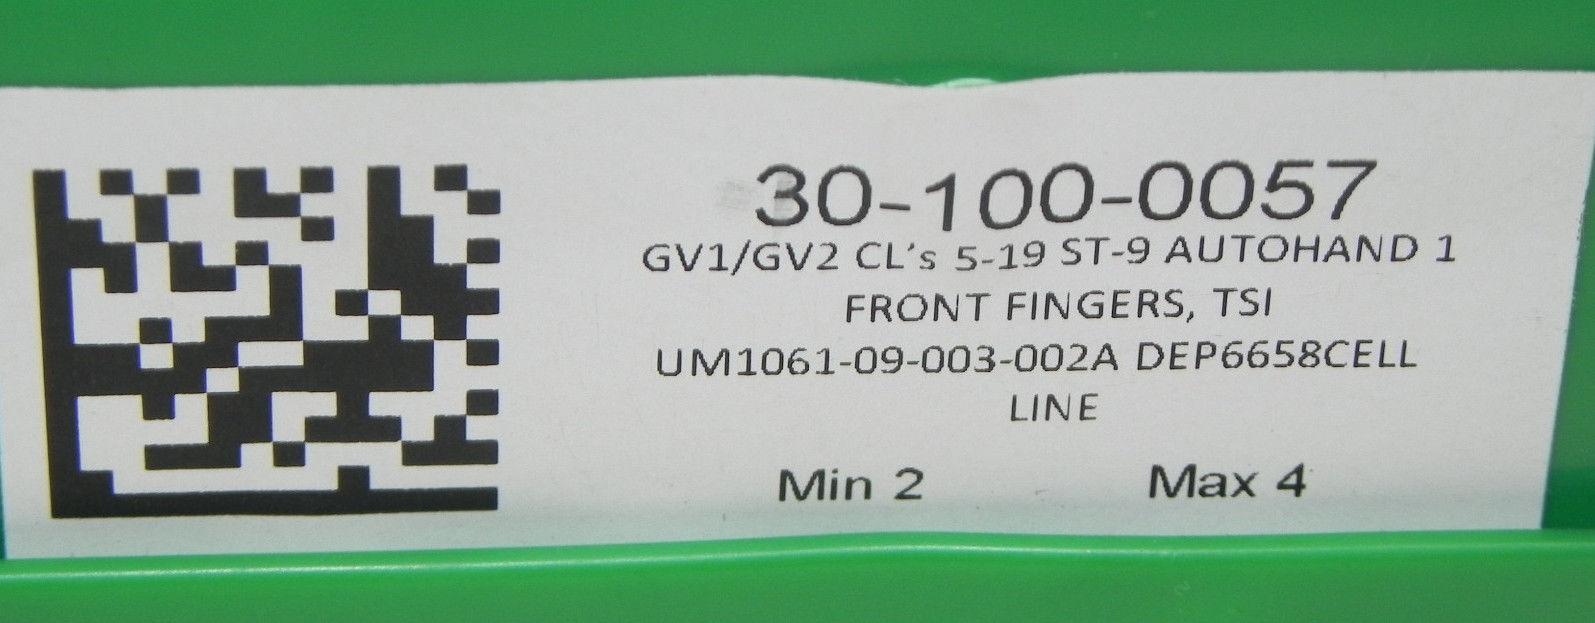 30-100-0057
GV1/GV2 CL's 5-19 ST-9 AUTOHAND 1
FRONT FINGERS, TSI
UM1061-09-003-002A DEP6658CELL
LINE
Min 2 Max 4